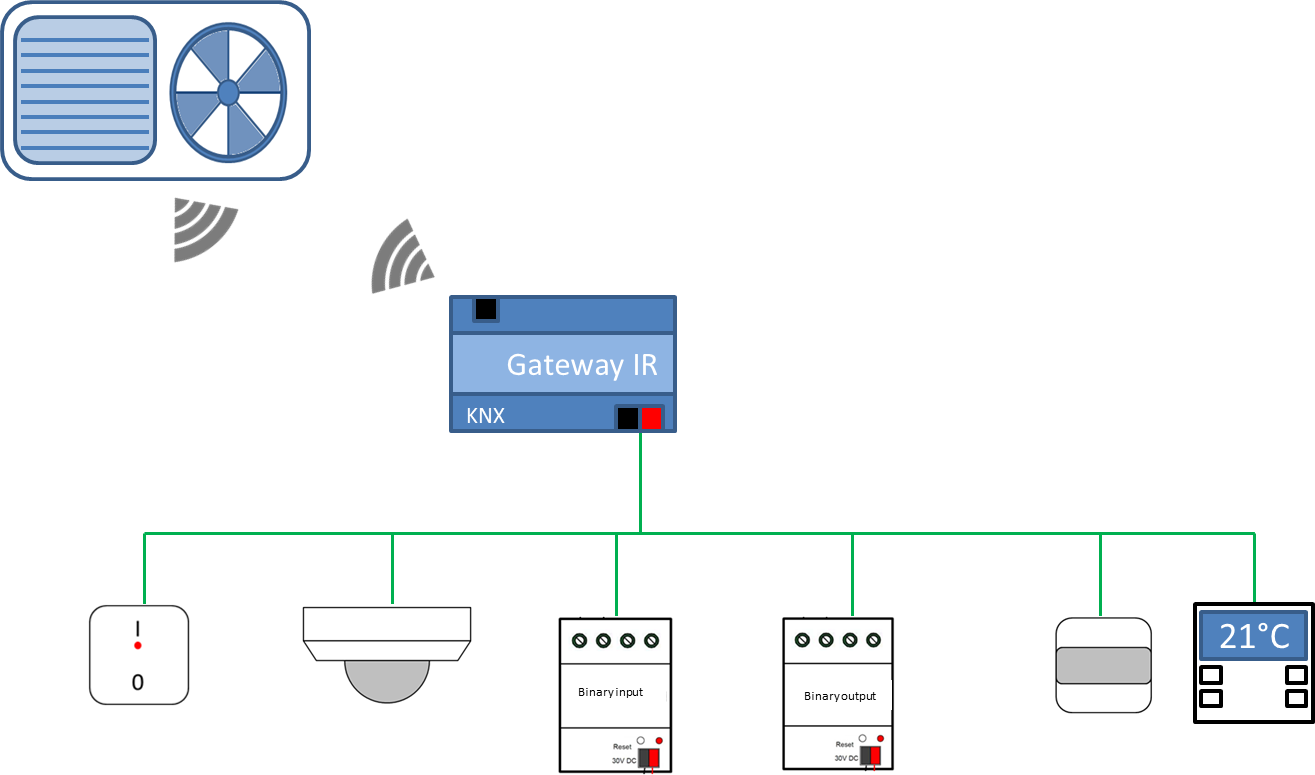 Gateway IR
KNX
I
0
Binary input
Reset
30V DC
Binary output
Reset
30V DC
21°C